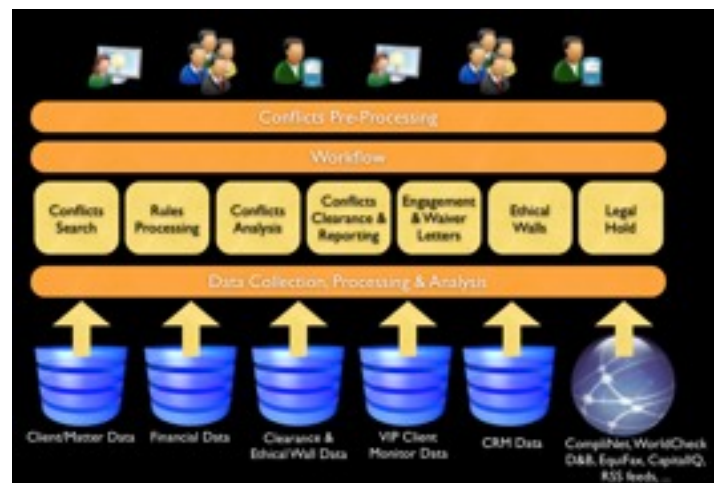 Conflicts Pre-Processing
Workflow
Conflicts
Search
Rules
Processing
Conflicts
Analysis
Conflicts
Clearance &
Reporting
Engagement
& Waiver
Letters
Ethical
Walls
Legal
Hold
Data Collection, Processing & Analysis
Client/Matter Data
Financial Data
Clearance &
Ethical Wall Data
VIP Client
Monitor Data
CRM Data
CompliNet, WorldCheck
D&B, EquiFax, CapitalIQ,
RSS feeds, ...